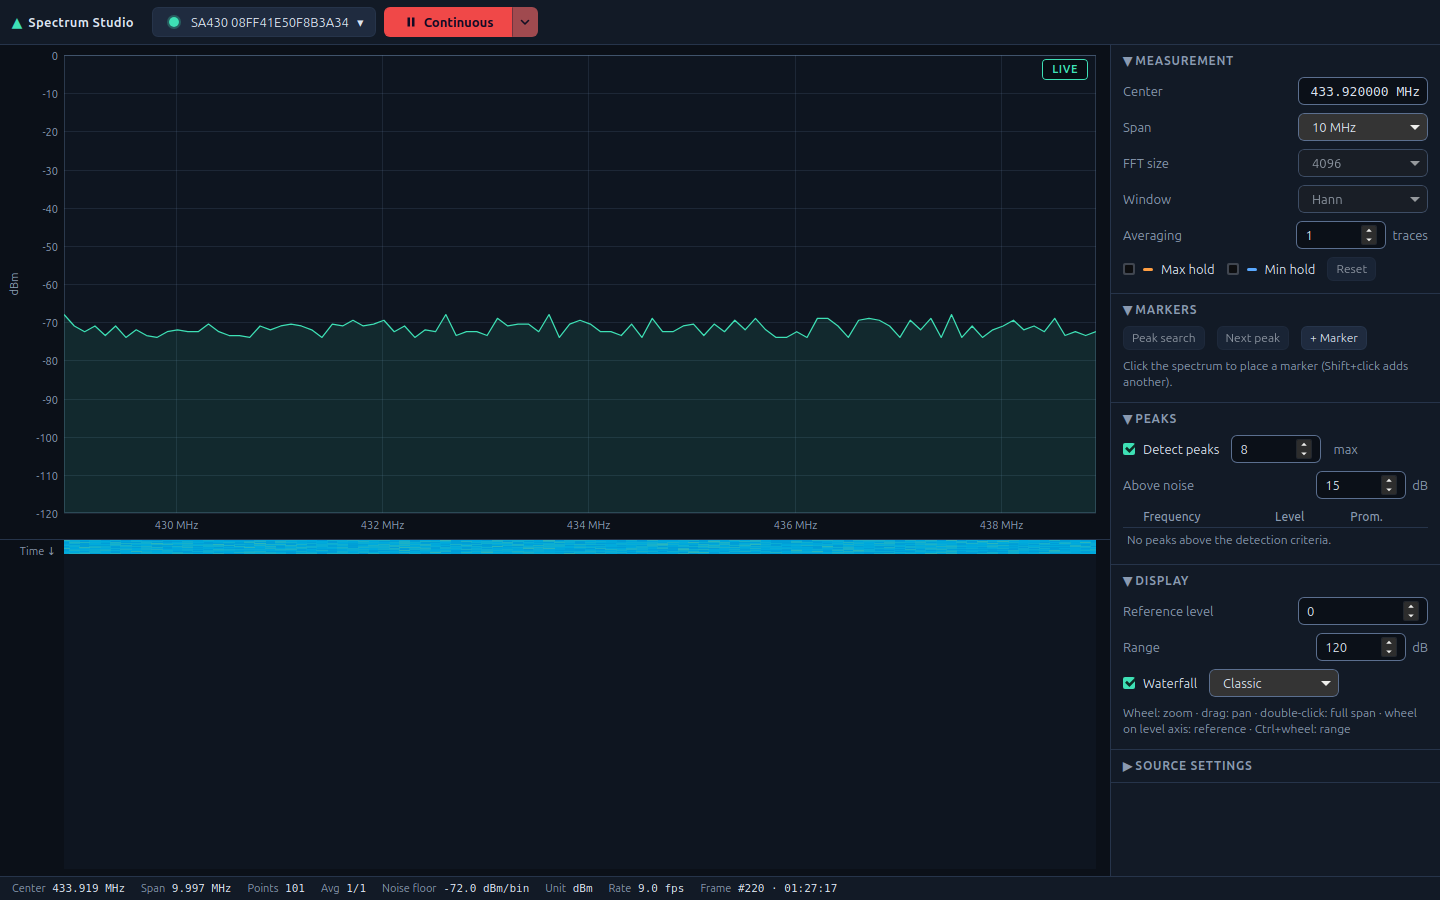 ▲ Spectrum Studio
SA430 08FF41E50F8B3A34 ▾
Continuous
LIVE
0
-10
-20
-30
-40
-50
-60
-70
-80
-90
-100
-110
-120
dBm
430 MHz 432 MHz 434 MHz 436 MHz 438 MHz
Time ↓
▼ MEASUREMENT
Center 433.920000 MHz
Span 10 MHz
FFT size 4096
Window Hann
Averaging 1 traces
Max hold Min hold Reset
▼ MARKERS
Peak search Next peak + Marker
Click the spectrum to place a marker (Shift+click adds
another).
▼ PEAKS
Detect peaks 8 max
Above noise 15 dB
Frequency Level Prom.
No peaks above the detection criteria.
▼ DISPLAY
Reference level 0
Range 120 dB
Waterfall Classic
Wheel: zoom · drag: pan · double-click: full span · wheel
on level axis: reference · Ctrl+wheel: range
▶ SOURCE SETTINGS
Center 433.919 MHz Span 9.997 MHz Points 101 Avg 1/1 Noise floor -72.0 dBm/bin Unit dBm Rate 9.0 fps Frame #220 · 01:27:17